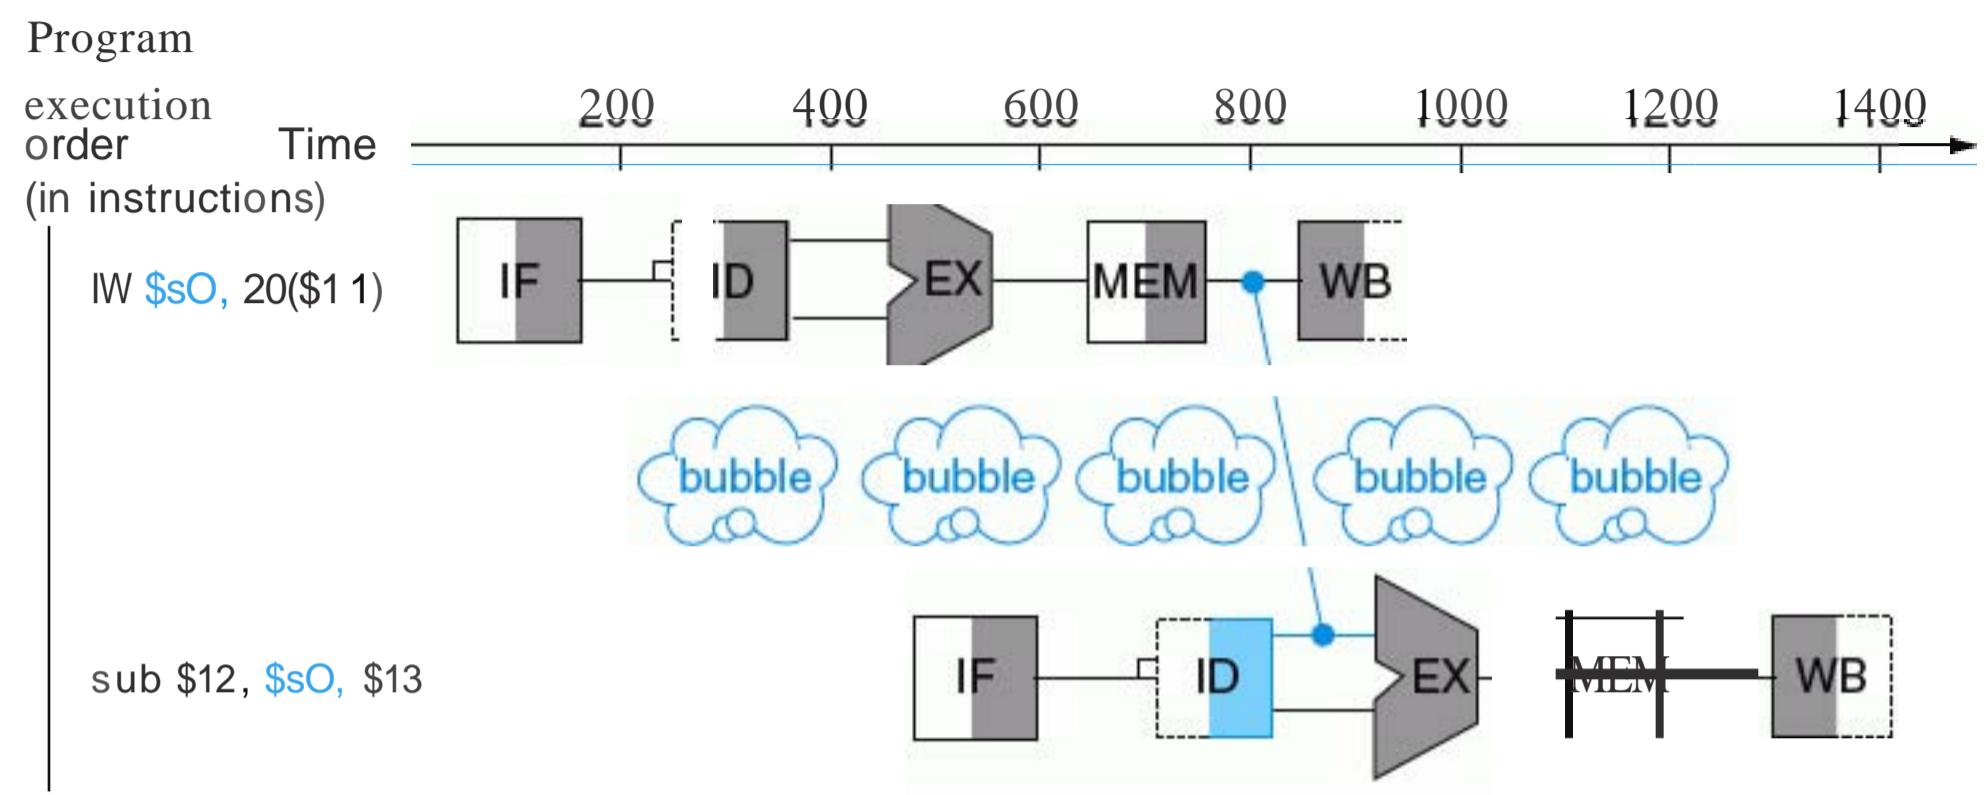 Program
execution
order
(in instructions)
Time
200 400 600 800 1000 1200 1400
lW $sO, 20($1 1)
IF ID EX MEM WB
bubble bubble bubble bubble bubble
sub $12, $sO, $13
IF ID EX MEM WB